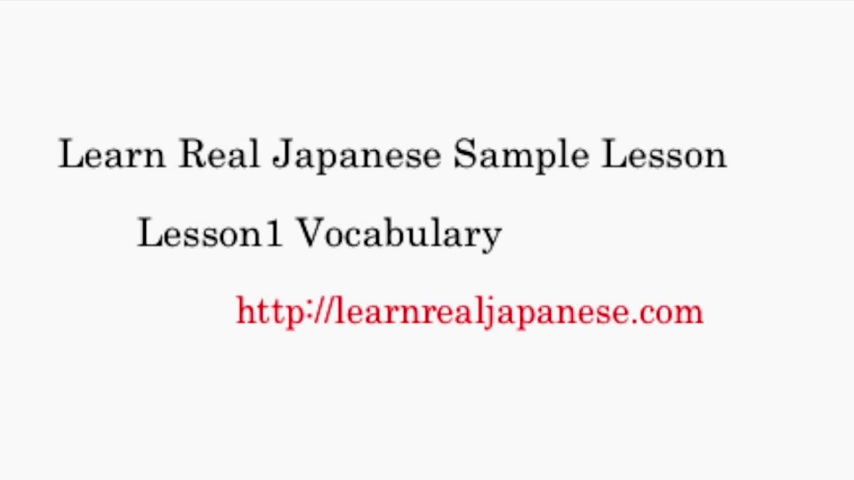 Learn Real Japanese Sample Lesson
Lesson1 Vocabulary
http://learnrealjapanese.com